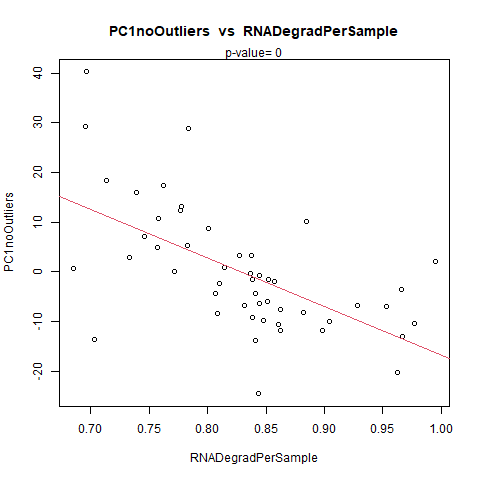 PC1noOutliers vs RNADegradPerSample
p-value= 0
PC1noOutliers
40
30
20
10
0
-10
-20
0.70 0.75 0.80 0.85 0.90 0.95 1.00
RNADegradPerSample